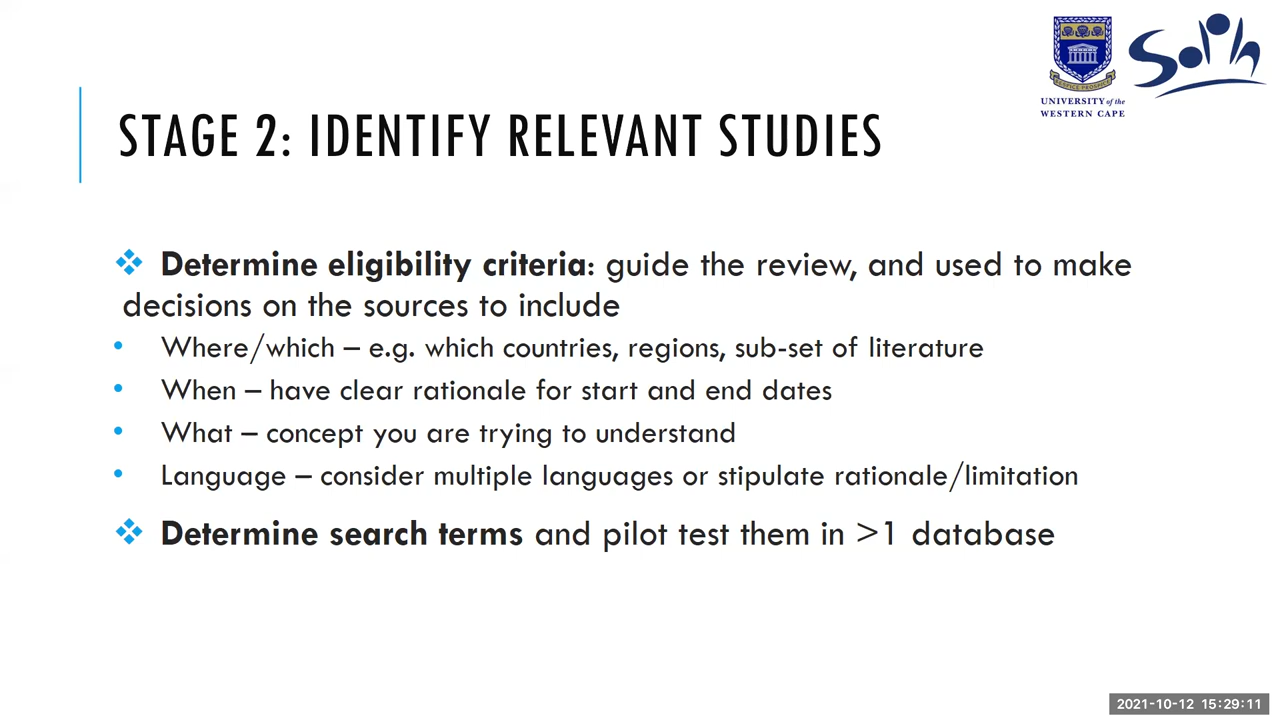 UNIVERSITY of the
WESTERN CAPE
SoPh
STAGE 2: IDENTIFY RELEVANT STUDIES
❖ Determine eligibility criteria: guide the review, and used to make
decisions on the sources to include
• Where/which – e.g. which countries, regions, sub-set of literature
• When – have clear rationale for start and end dates
• What – concept you are trying to understand
• Language – consider multiple languages or stipulate rationale/limitation
❖ Determine search terms and pilot test them in >1 database
2021-10-12 15:29:11